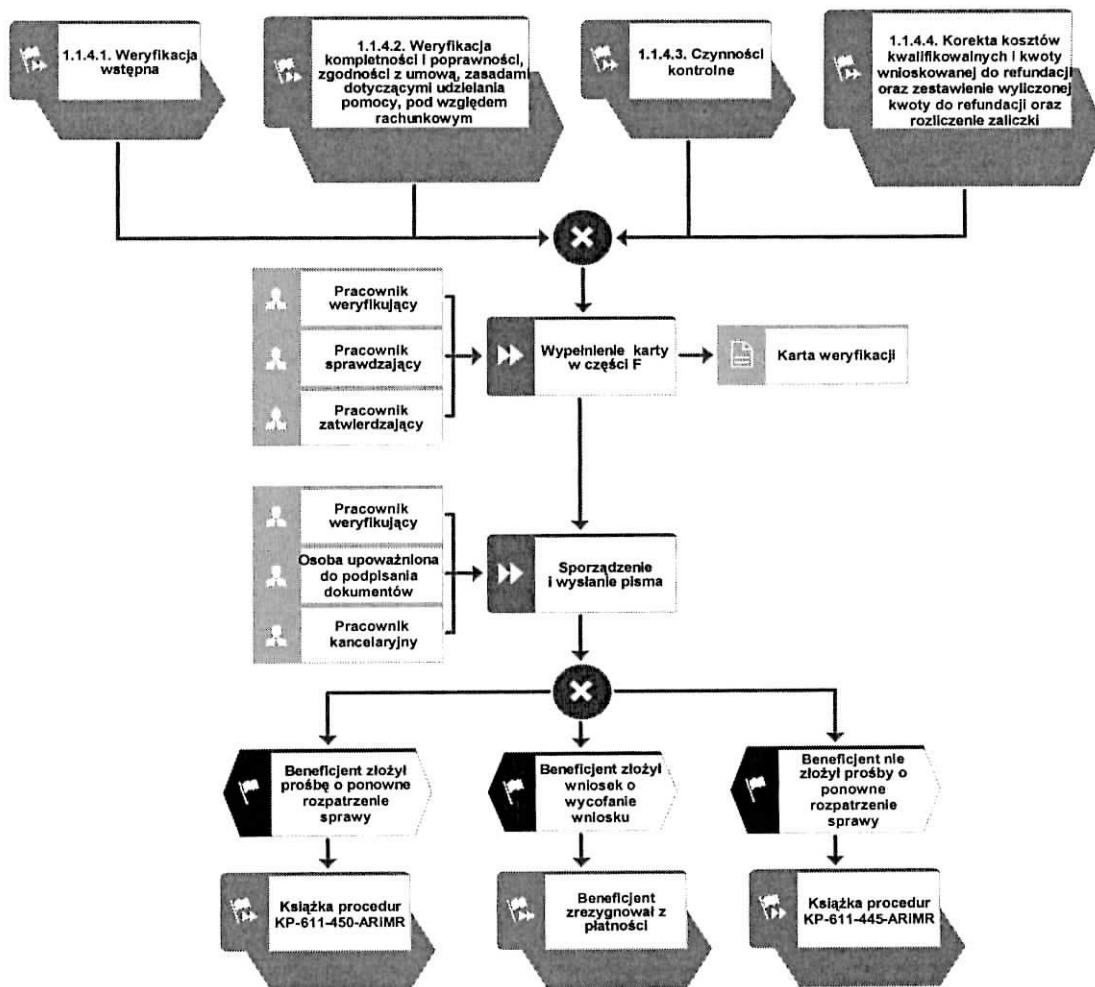 1.1.4.1. Weryfikacja
wstępna
1.1.4.2. Weryfikacja
kompletności i poprawności,
zgodności z umową, zasadami
dotyczącymi udzielania
pomocy, pod względem
rachunkowym
1.1.4.3. Czynności
kontrolne
1.1.4.4. Korekta kosztów
kwalifikowalnych i kwoty
wnioskowanej do refundacji
oraz zestawienie wyliczonej
kwoty do refundacji oraz
rozliczenie zaliczki
Pracownik
weryfikujący
Pracownik
sprawdzający
Pracownik
zatwierdzający
Wypełnienie karty
w części F
Karta weryfikacji
Pracownik
weryfikujący
Osoba upoważniona
do podpisania
dokumentów
Pracownik
kancelaryjny
Sporządzenie
i wysłanie pisma
Beneficjent złożył
prośbę o ponowne
rozpatrzenie
sprawy
Beneficjent złożył
wniosek o
wycofanie
wniosku
Beneficjent nie
złożył prośby o
ponowne
rozpatrzenie
sprawy
Książka procedur
KP-611-450-ARIMR
Beneficjent
zrezygnował z
płatności
Książka procedur
KP-611-445-ARIMR